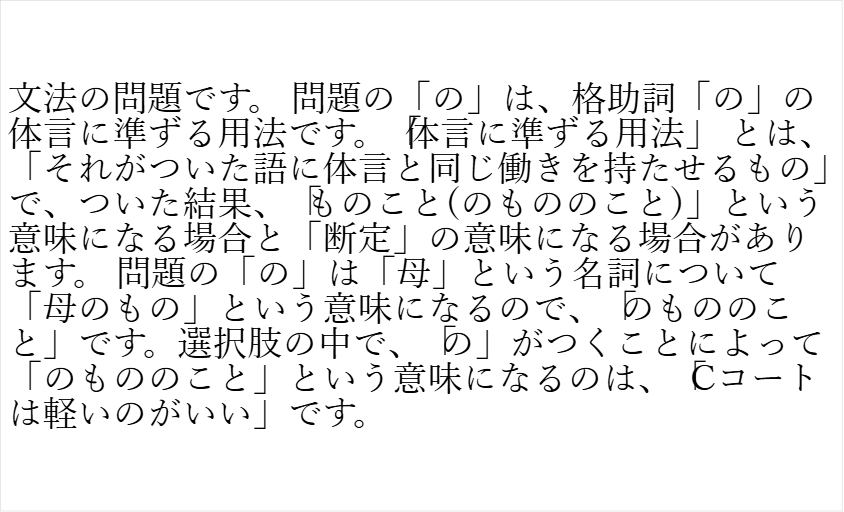 文法の問題です。 問題の「の」は、格助詞「の」の
体言に準ずる用法です。 「体言に準ずる用法」 とは、
「それがついた語に体言と同じ働きを持たせるもの」
で、ついた結果、 「ものこと(のもののこと)」という
意味になる場合と「断定」の意味になる場合があり
ます。 問題の「の」は「母」という名詞について
「母のもの」という意味になるので、 「のもののこ
と」です。選択肢の中で、 「の」がつくことによって
「のもののこと」という意味になるのは、 「Cコート
は軽いのがいい」です。